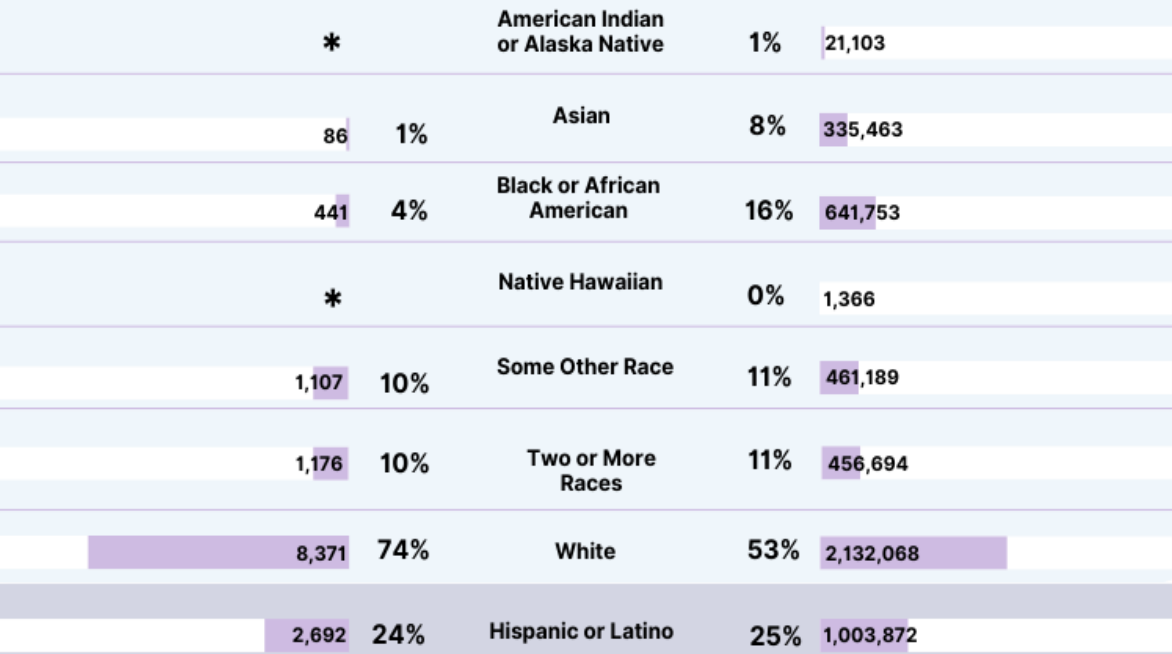 American Indian
or Alaska Native
* 1% 21,103
Asian
86 1% 8% 335,463
Black or African
American
441 4% 16% 641,753
Native Hawaiian
* 0% 1,366
Some Other Race
1,107 10% 11% 461,189
Two or More
Races
1,176 10% 11% 456,694
8,371 74% White 53% 2,132,068
2,692 24% Hispanic or Latino 25% 1,003,872